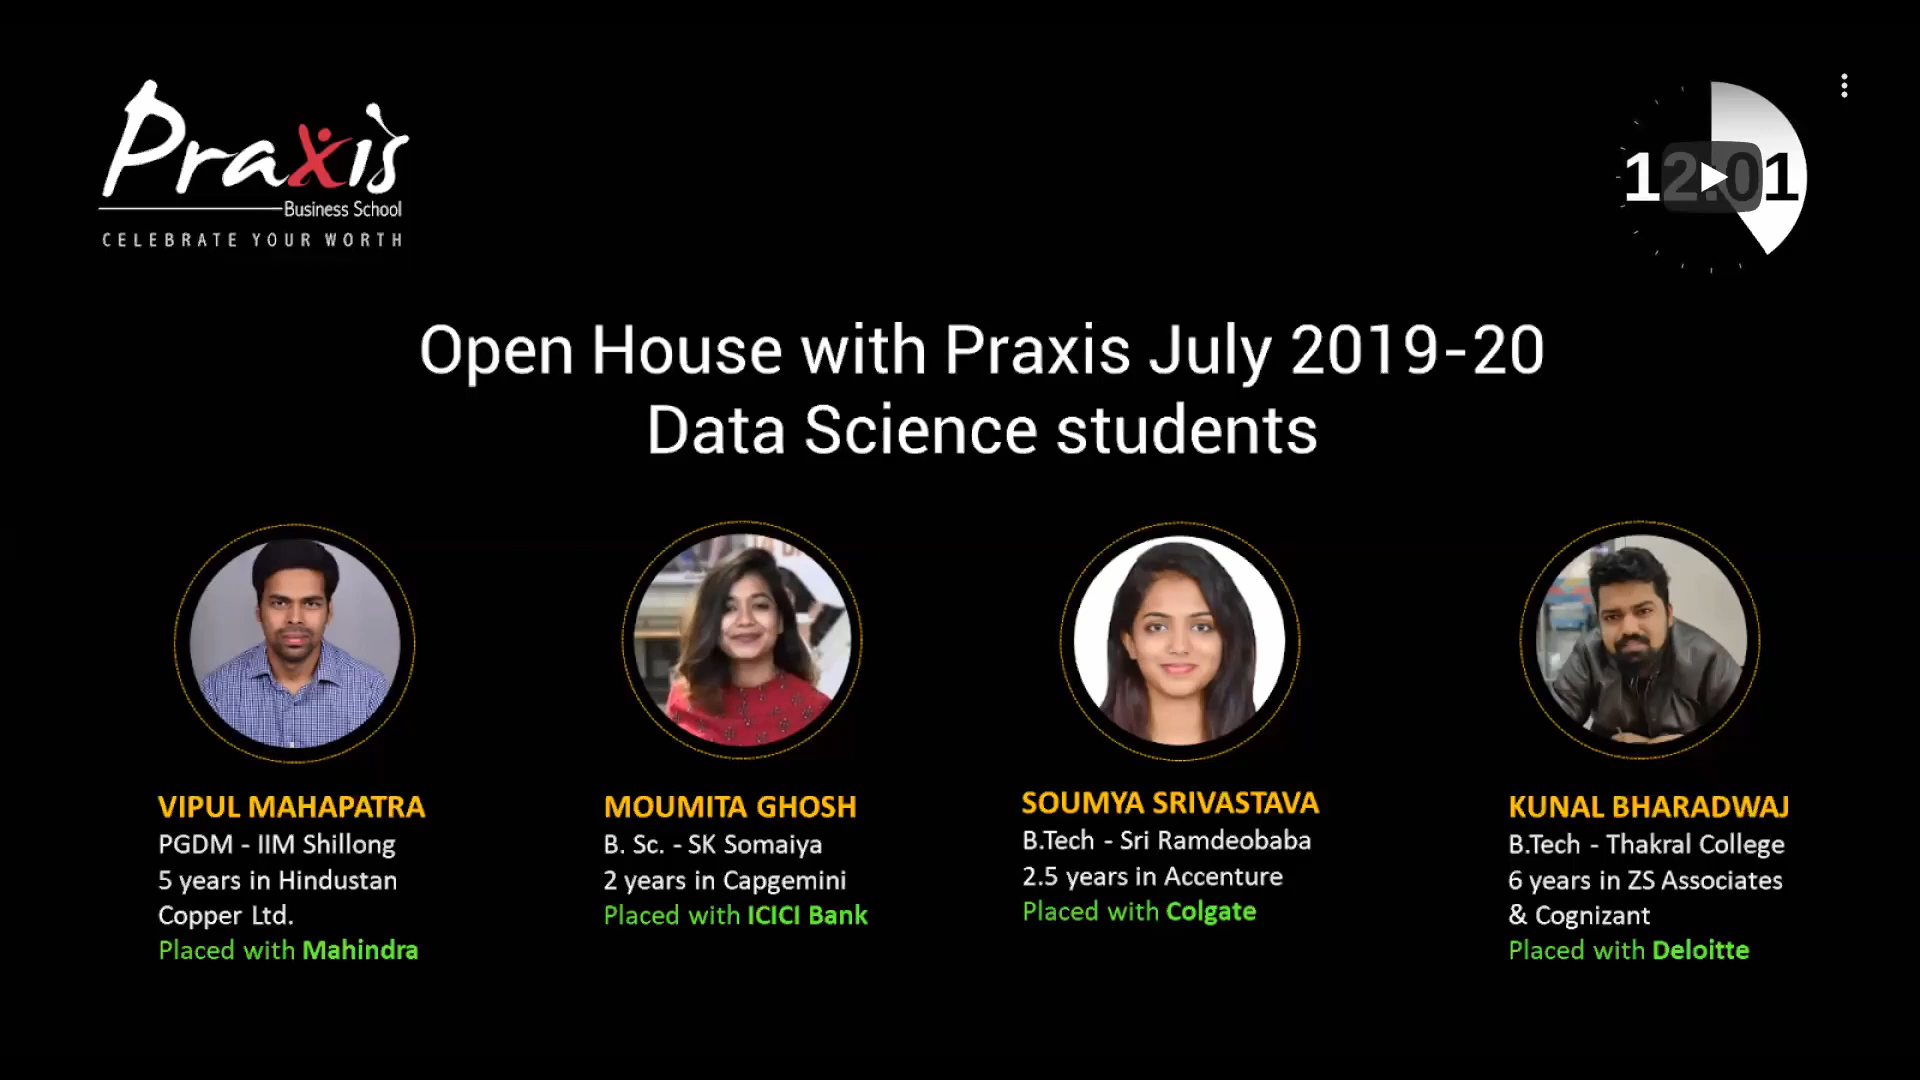 Praxis
Business School
CELEBRATE YOUR WORTH
12:01
Open House with Praxis July 2019-20
Data Science students
VIPUL MAHAPATRA
PGDM - IIM Shillong
5 years in Hindustan
Copper Ltd.
Placed with Mahindra
MOUMITA GHOSH
B. Sc. - SK Somaiya
2 years in Capgemini
Placed with ICICI Bank
SOUMYA SRIVASTAVA
B.Tech - Sri Ramdeobaba
2.5 years in Accenture
Placed with Colgate
KUNAL BHARADWAJ
B.Tech - Thakral College
6 years in ZS Associates
& Cognizant
Placed with Deloitte